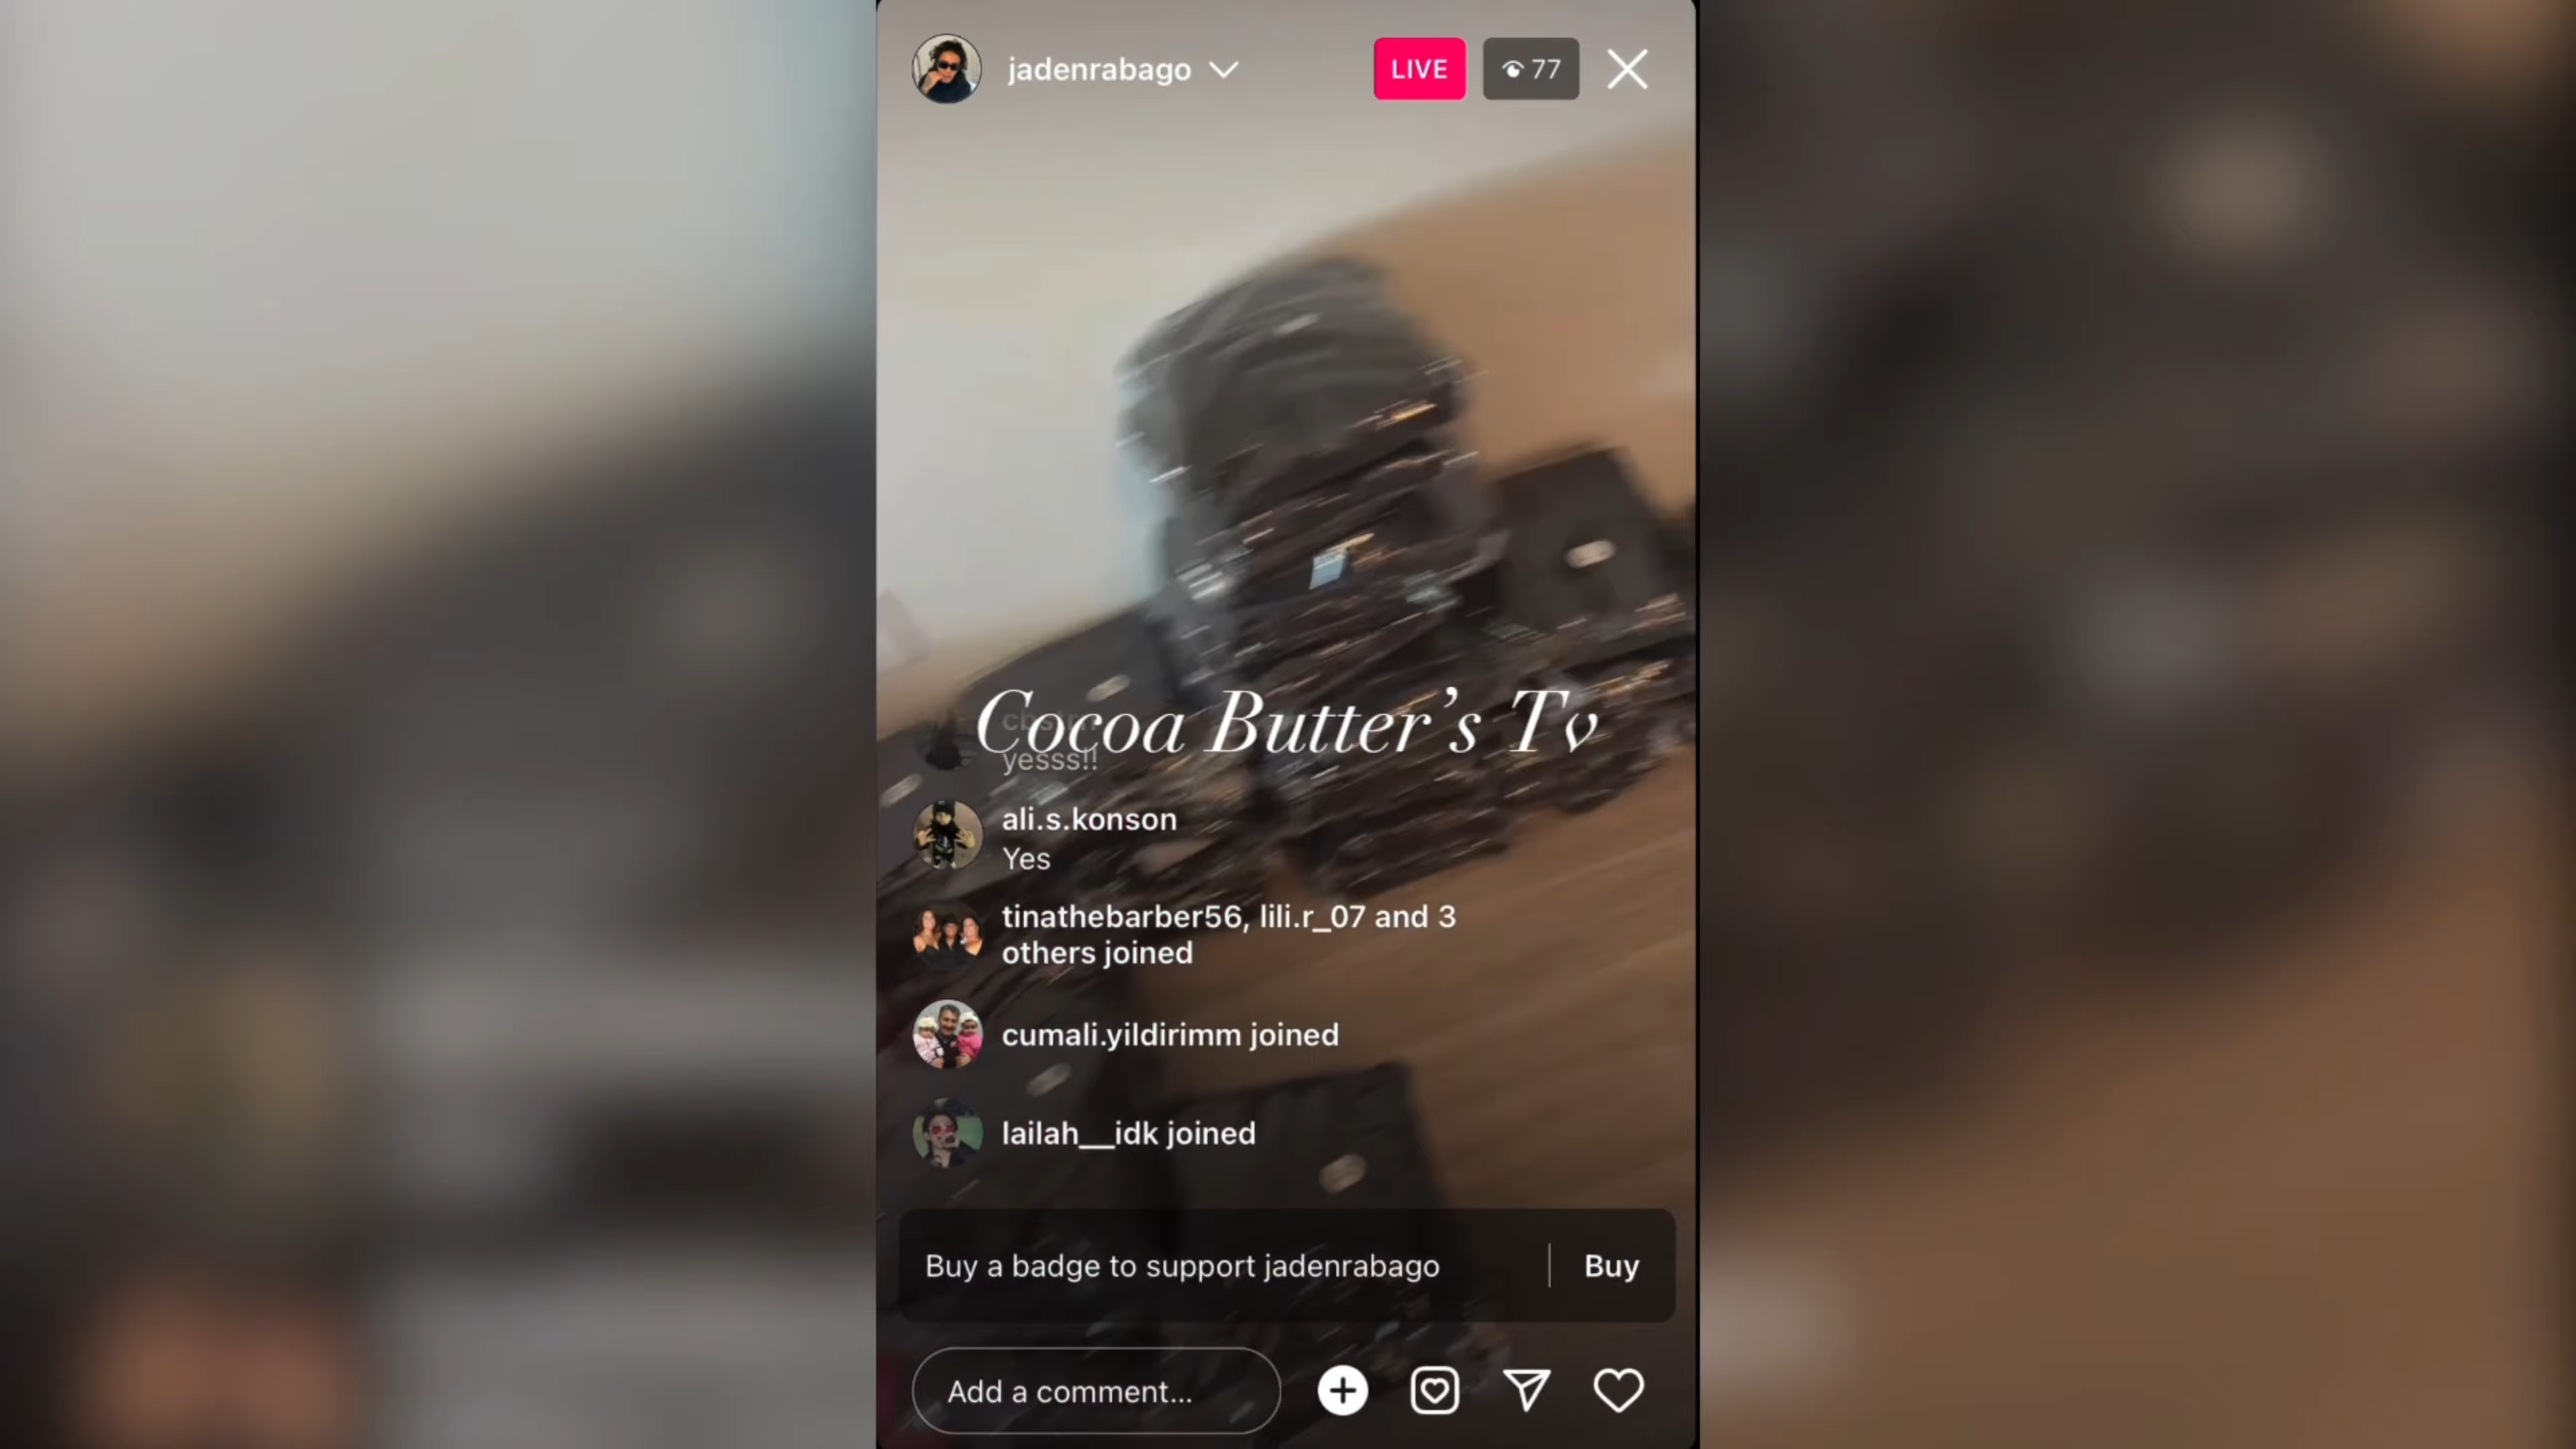 jadenrabago
LIVE
77
Cocoa Butter’s Tv
yesss!!
ali.s.konson
Yes
tinathebarber56, lili.r_07 and 3
others joined
cumali.yildirimm joined
lailah__idk joined
Buy a badge to support jadenrabago
Buy
Add a comment...